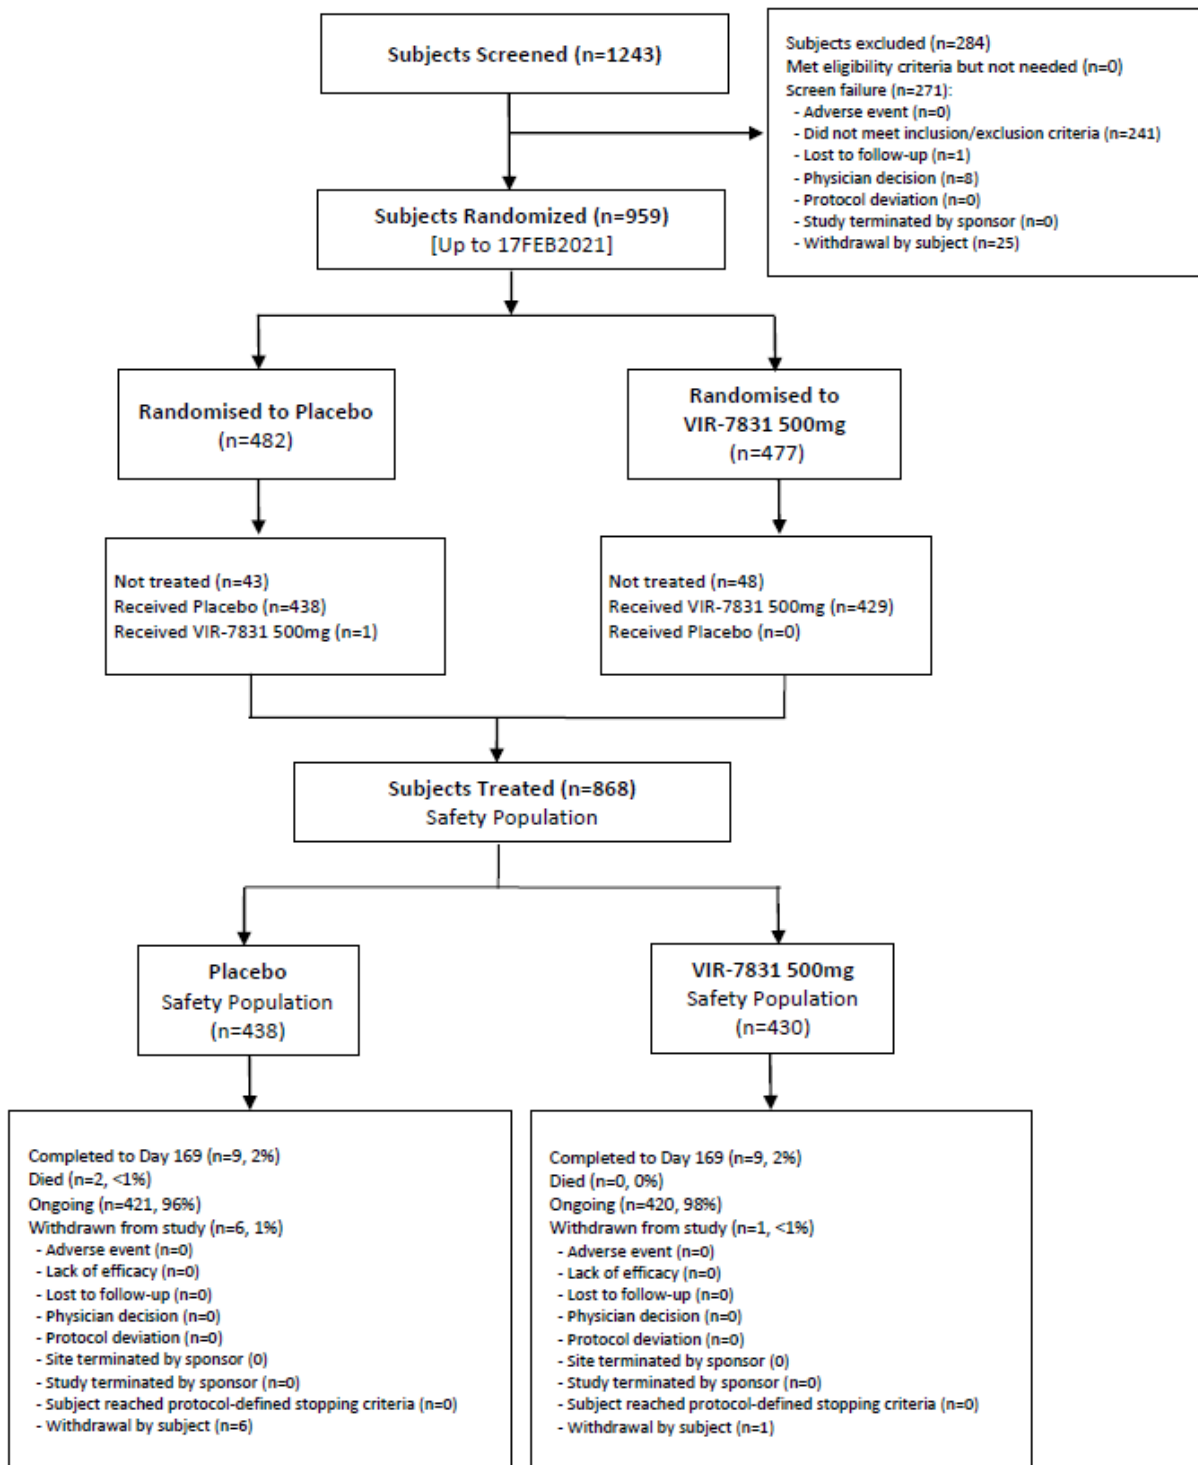 Subjects Screened (n=1243)
Subjects excluded (n=284)
Met eligibility criteria but not needed (n=0)
Screen failure (n=271):
- Adverse event (n=0)
- Did not meet inclusion/exclusion criteria (n=241)
- Lost to follow-up (n=1)
- Physician decision (n=8)
- Protocol deviation (n=0)
- Study terminated by sponsor (n=0)
- Withdrawal by subject (n=25)
Subjects Randomized (n=959)
[Up to 17FEB2021]
Randomised to Placebo
(n=482)
Randomised to
VIR-7831 500mg
(n=477)
Not treated (n=43)
Received Placebo (n=438)
Received VIR-7831 500mg (n=1)
Not treated (n=48)
Received VIR-7831 500mg (n=429)
Received Placebo (n=0)
Subjects Treated (n=868)
Safety Population
Placebo
Safety Population
(n=438)
VIR-7831 500mg
Safety Population
(n=430)
Completed to Day 169 (n=9, 2%)
Died (n=2, <1%)
Ongoing (n=421, 96%)
Withdrawn from study (n=6, 1%)
- Adverse event (n=0)
- Lack of efficacy (n=0)
- Lost to follow-up (n=0)
- Physician decision (n=0)
- Protocol deviation (n=0)
- Site terminated by sponsor (0)
- Study terminated by sponsor (n=0)
- Subject reached protocol-defined stopping criteria (n=0)
- Withdrawal by subject (n=6)
Completed to Day 169 (n=9, 2%)
Died (n=0, 0%)
Ongoing (n=420, 98%)
Withdrawn from study (n=1, <1%)
- Adverse event (n=0)
- Lack of efficacy (n=0)
- Lost to follow-up (n=0)
- Physician decision (n=0)
- Protocol deviation (n=0)
- Site terminated by sponsor (0)
- Study terminated by sponsor (n=0)
- Subject reached protocol-defined stopping criteria (n=0)
- Withdrawal by subject (n=1)